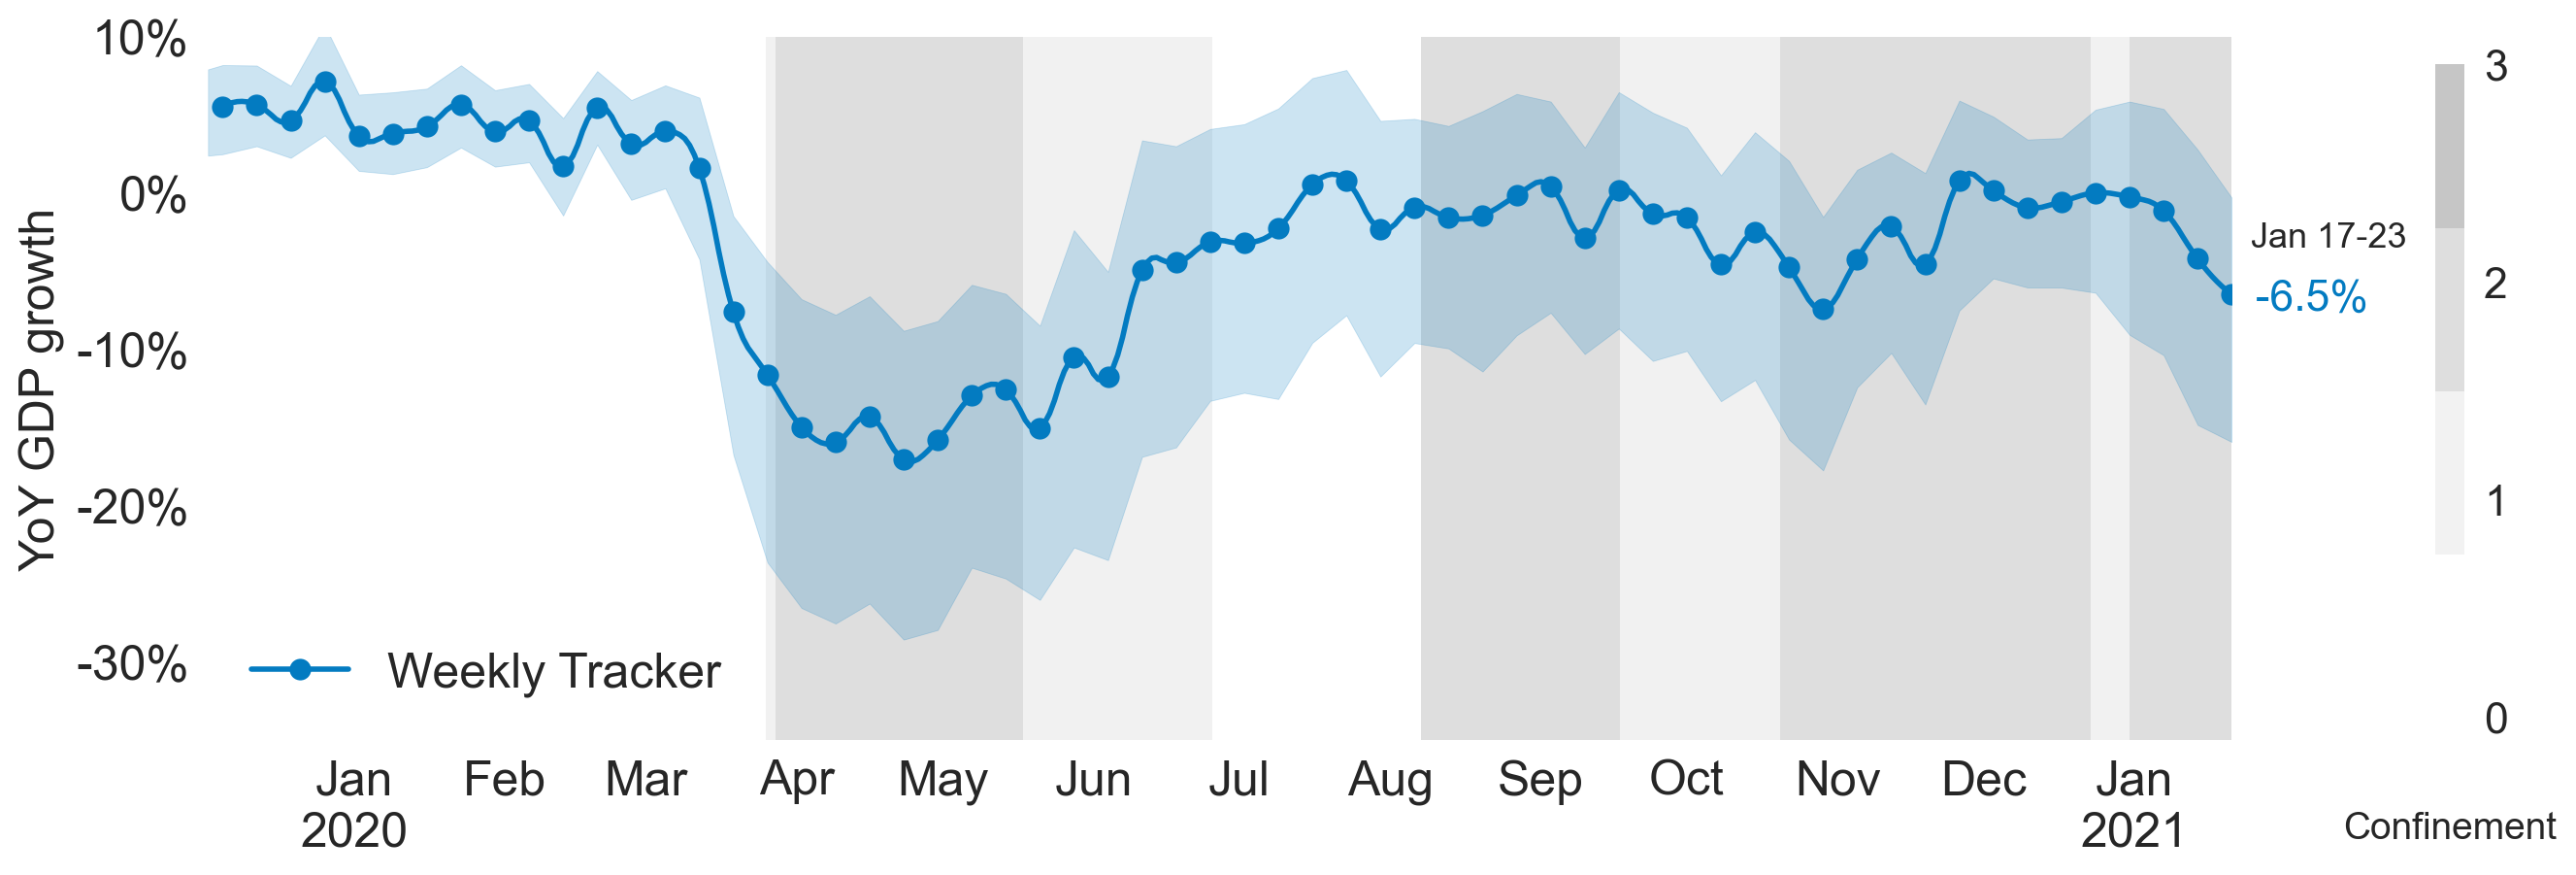 10%
0%
-10%
-20%
-30%
YoY GDP growth
Weekly Tracker
Jan Feb Mar Apr May Jun Jul Aug Sep Oct Nov Dec Jan
2020 2021
Jan 17-23
-6.5%
3
2
1
0
Confinement